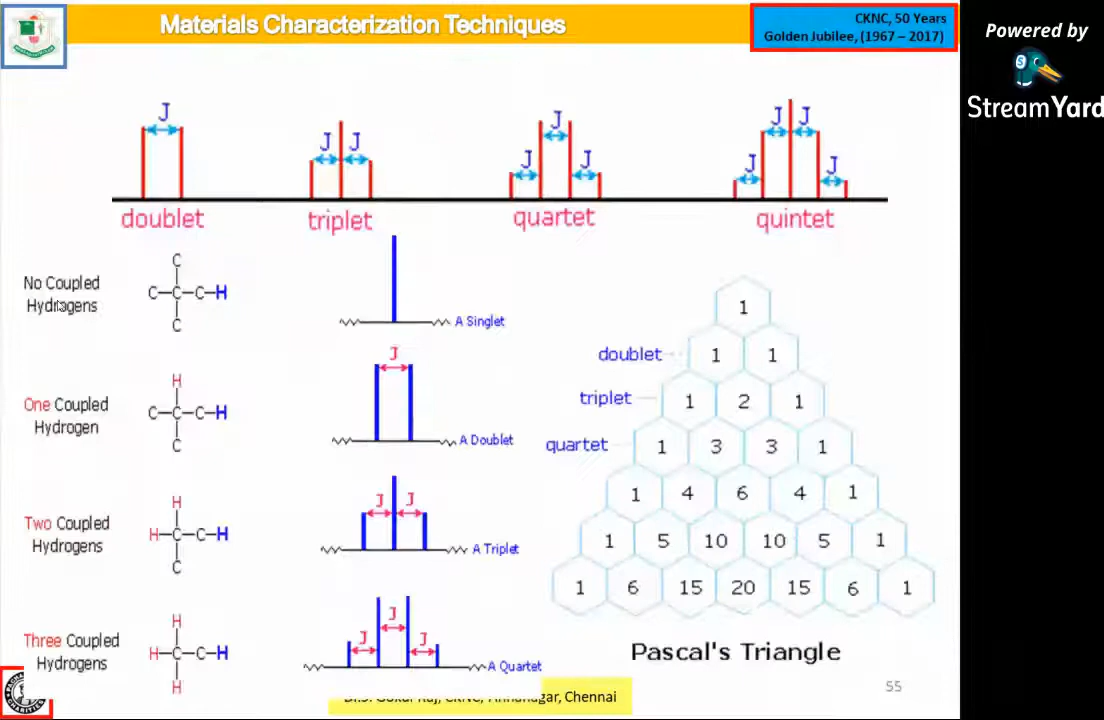 Materials Characterization Techniques
CKNC, 50 Years
Golden Jubilee, (1967 – 2017)
Powered by
StreamYard
J
J J
J J J
J J J J
doublet triplet quartet quintet
No Coupled
Hydrogens
C
C–C–C–H
C
A Singlet
One Coupled
Hydrogen
H
C–C–C–H
C
J
A Doublet
Two Coupled
Hydrogens
H
H–C–C–H
C
J J
A Triplet
Three Coupled
Hydrogens
H
H–C–C–H
H
J J J
A Quartet
1
doublet 1 1
triplet 1 2 1
quartet 1 3 3 1
1 4 6 4 1
1 5 10 10 5 1
1 6 15 20 15 6 1
Pascal's Triangle
55
Chennai